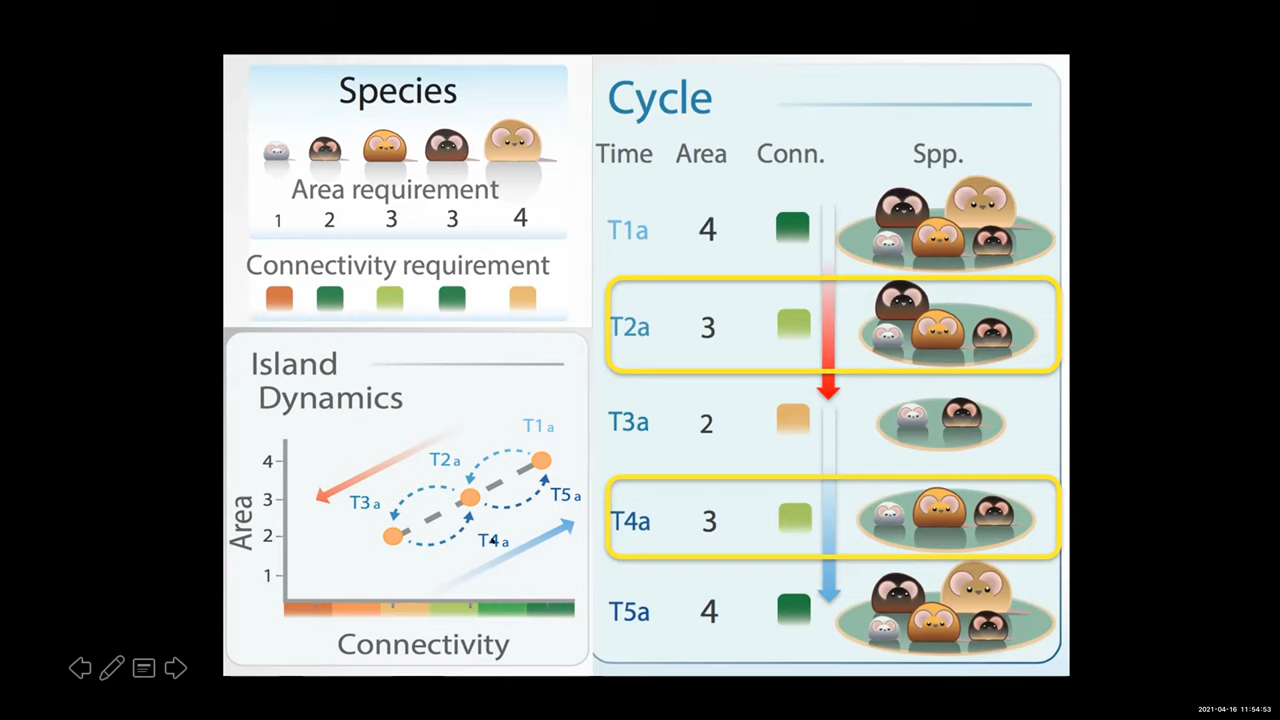 Species
Area requirement
1 2 3 3 4
Connectivity requirement
Island
Dynamics
T1a
T2a
T3a
T5a
T4a
4
3
2
1
Area
Connectivity
Cycle
Time Area Conn. Spp.
T1a 4
T2a 3
T3a 2
T4a 3
T5a 4
2021-04-16 11:54:53